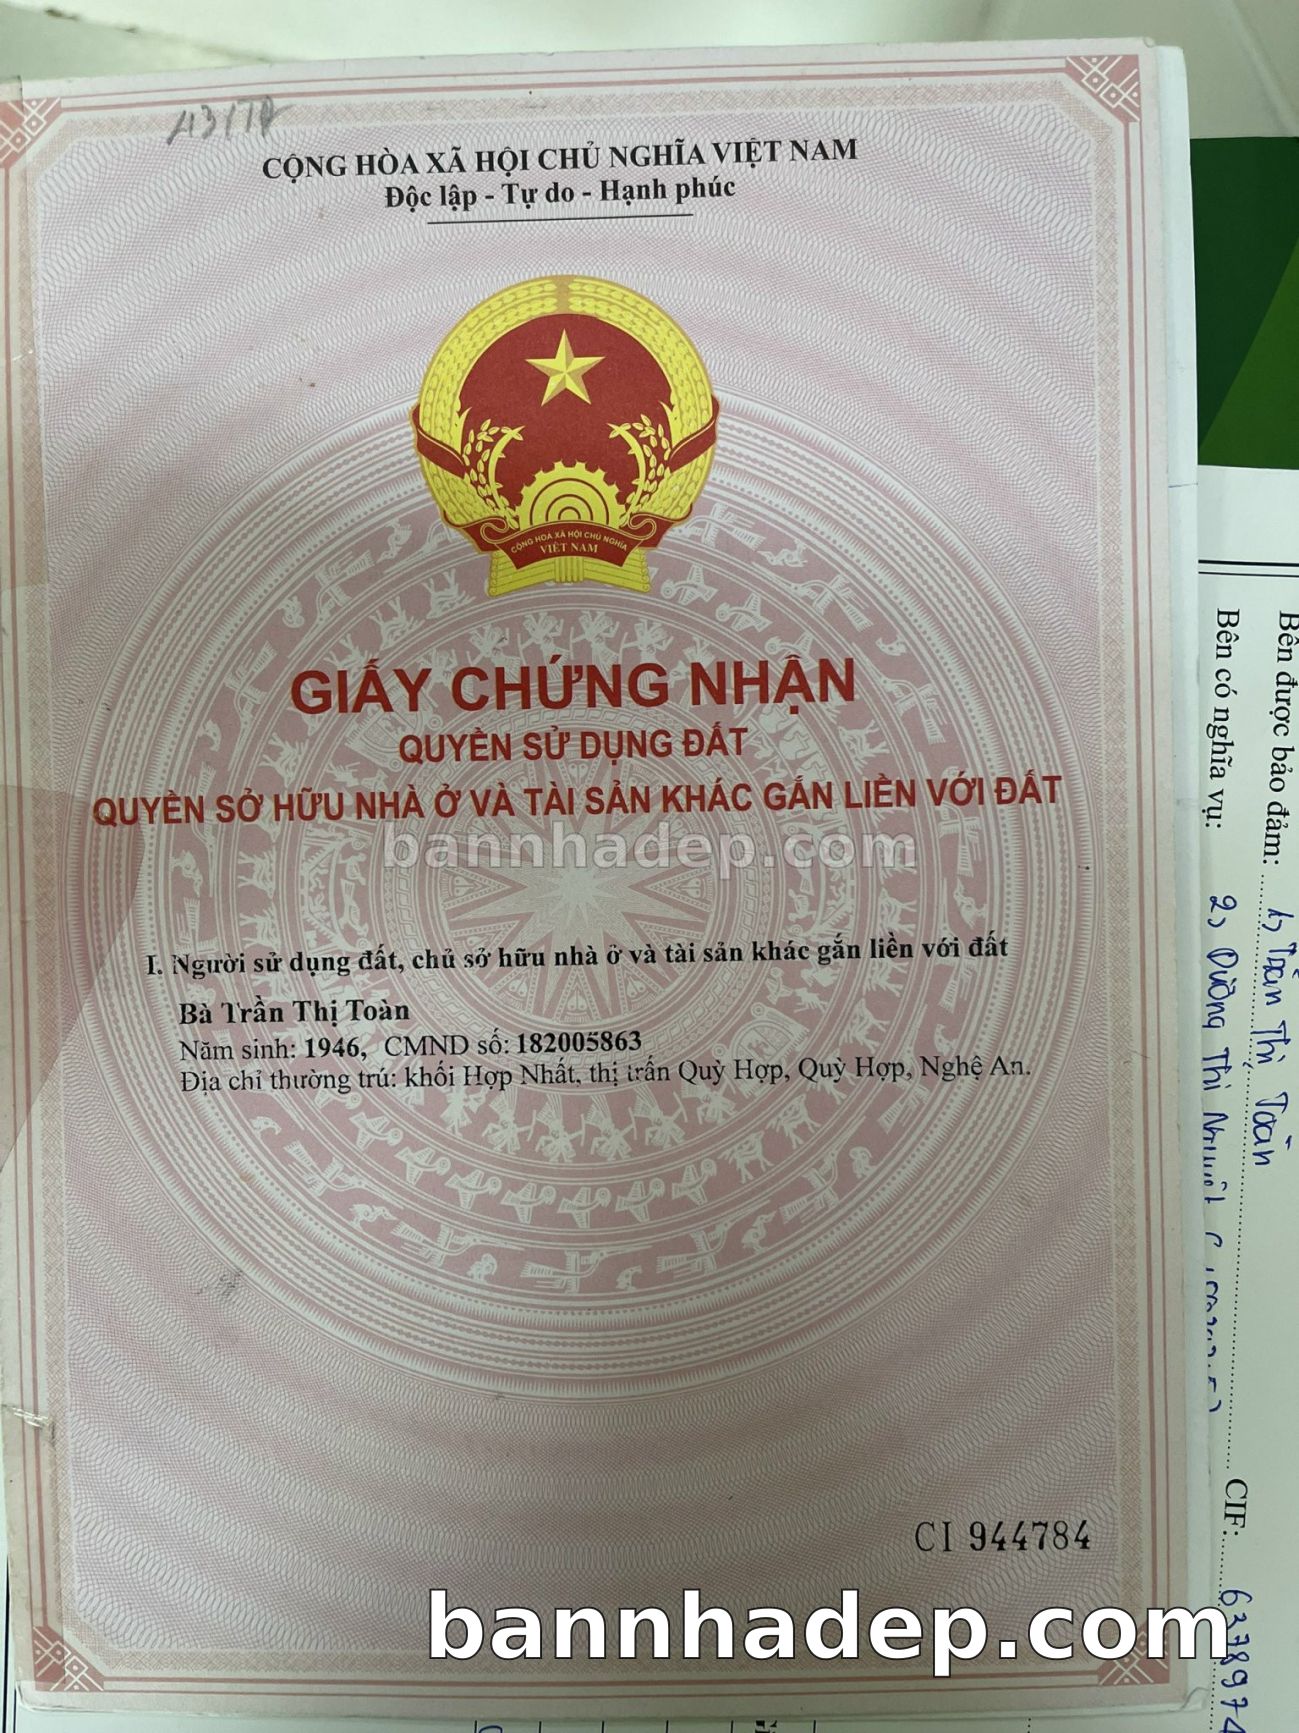 CỘNG HÒA XÃ HỘI CHỦ NGHĨA VIỆT NAM
Độc lập - Tự do - Hạnh phúc
CỘNG HOA XÃ HỘI CHỦ NGHĨA
VIỆT NAM
GIẤY CHỨNG NHẬN
QUYỀN SỬ DỤNG ĐẤT
QUYỀN SỞ HỮU NHÀ Ở VÀ TÀI SẢN KHÁC GẮN LIỀN VỚI ĐẤT
bannhadep.com
I. Người sử dụng đất, chủ sở hữu nhà ở và tài sản khác gắn liền với đất
Bà Trần Thị Toàn
Năm sinh: 1946, CMND số: 182005863
Địa chỉ thường trú: khối Hợp Nhất, thị trấn Quỳ Hợp, Quỳ Hợp, Nghệ An.
CI 944784
bannhadep.com
Bên được bảo đảm: 1) Trần Thị Toàn
Bên có nghĩa vụ: 2) Dương Thị
CIF: 6378974